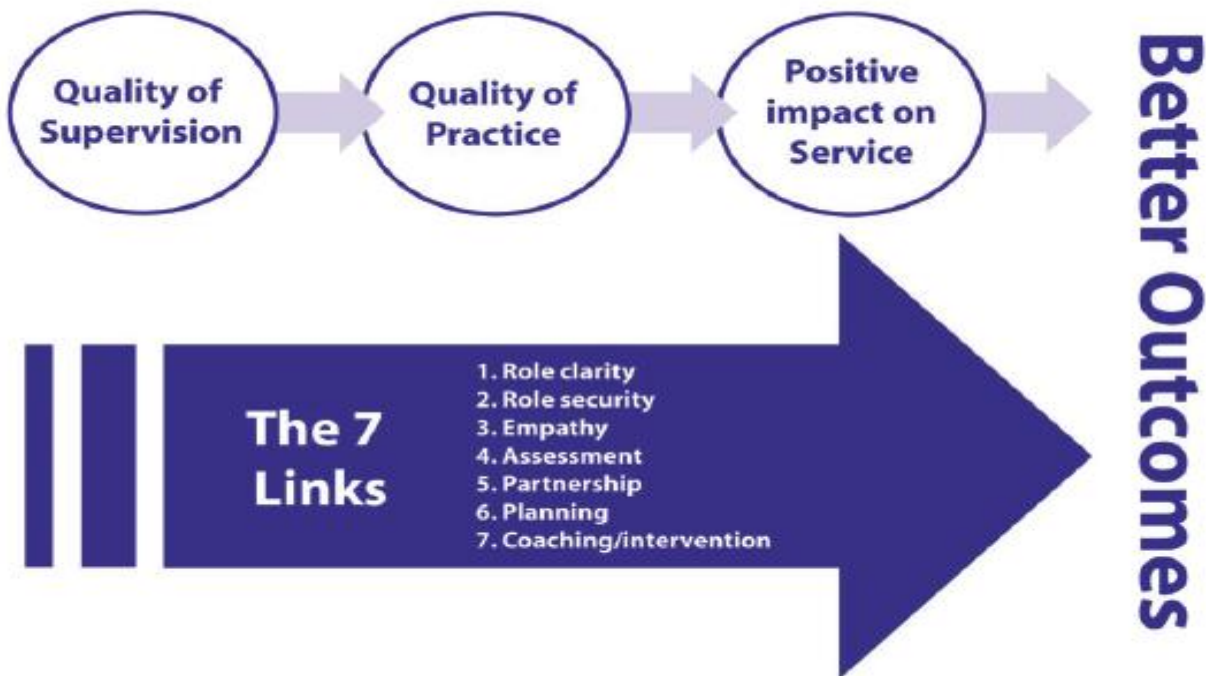 Quality of
Supervision
Quality of
Practice
Positive
impact on
Service
Better Outcomes
The 7
Links
1. Role clarity
2. Role security
3. Empathy
4. Assessment
5. Partnership
6. Planning
7. Coaching/intervention